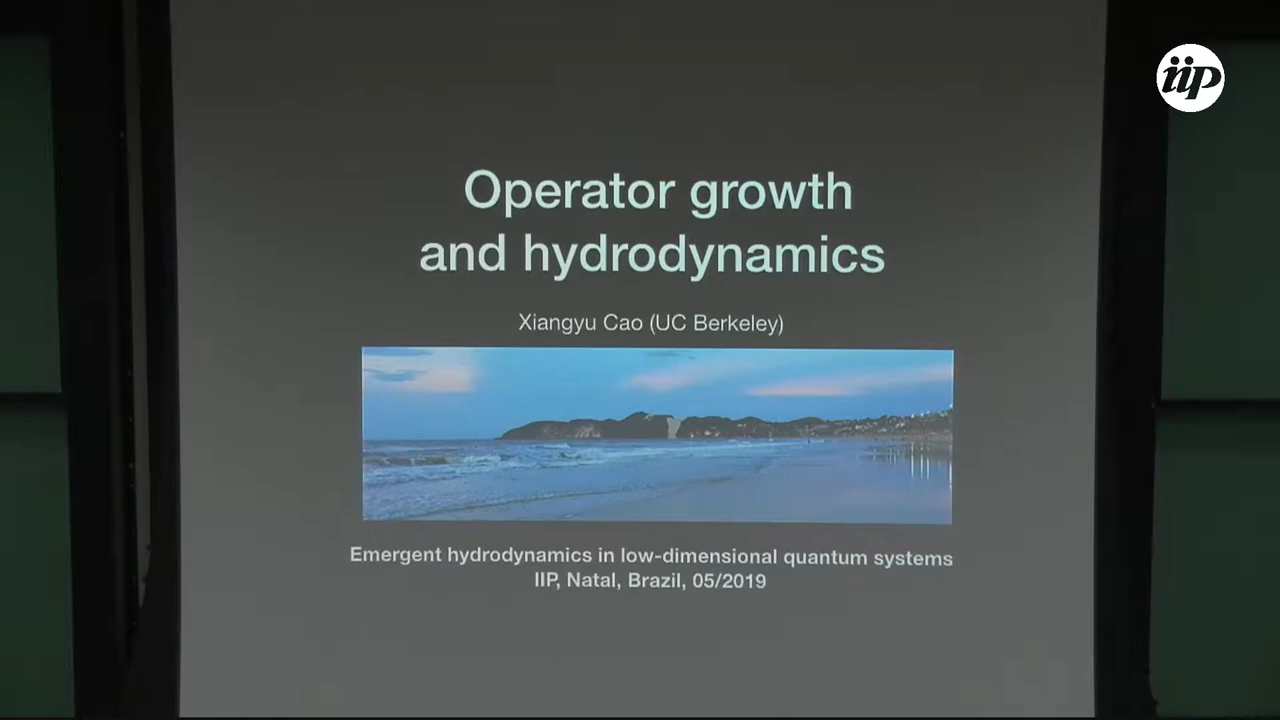 iip
Operator growth
and hydrodynamics
Xiangyu Cao (UC Berkeley)
Emergent hydrodynamics in low-dimensional quantum systems
IIP, Natal, Brazil, 05/2019